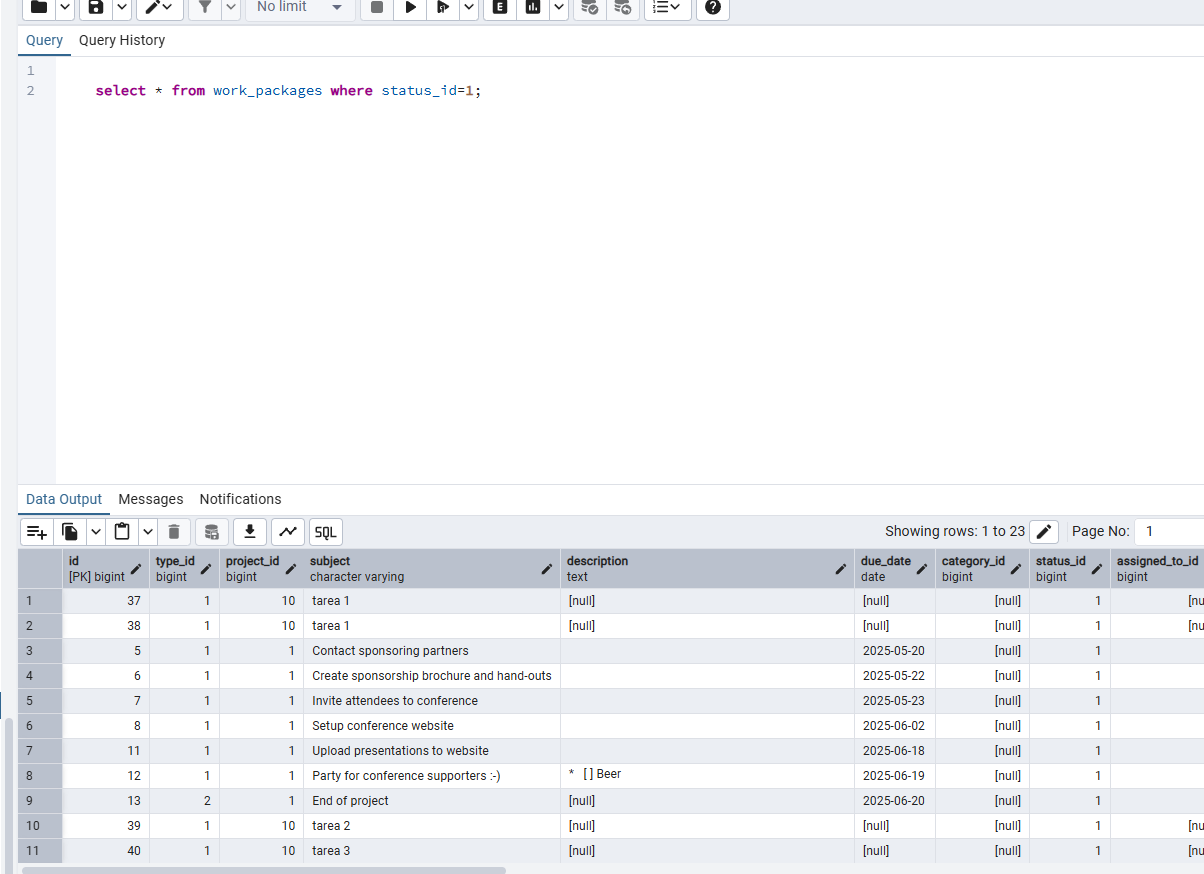 No limit
E
?
Query Query History
1
2 select * from work_packages where status_id=1;
Data Output Messages Notifications
SQL Showing rows: 1 to 23 Page No: 1
id type_id project_id subject description due_date category_id status_id assigned_to_id
[PK] bigint bigint bigint character varying text date bigint bigint bigint
1 37 1 10 tarea 1 [null] [null] [null] 1 [nu
2 38 1 10 tarea 1 [null] [null] [null] 1 [nu
3 5 1 1 Contact sponsoring partners 2025-05-20 [null] 1
4 6 1 1 Create sponsorship brochure and hand-outs 2025-05-22 [null] 1
5 7 1 1 Invite attendees to conference 2025-05-23 [null] 1
6 8 1 1 Setup conference website 2025-06-02 [null] 1
7 11 1 1 Upload presentations to website 2025-06-18 [null] 1
8 12 1 1 Party for conference supporters :-) * [ ] Beer 2025-06-19 [null] 1
9 13 2 1 End of project [null] 2025-06-20 [null] 1
10 39 1 10 tarea 2 [null] [null] [null] 1 [nu
11 40 1 10 tarea 3 [null] [null] [null] 1 [nu